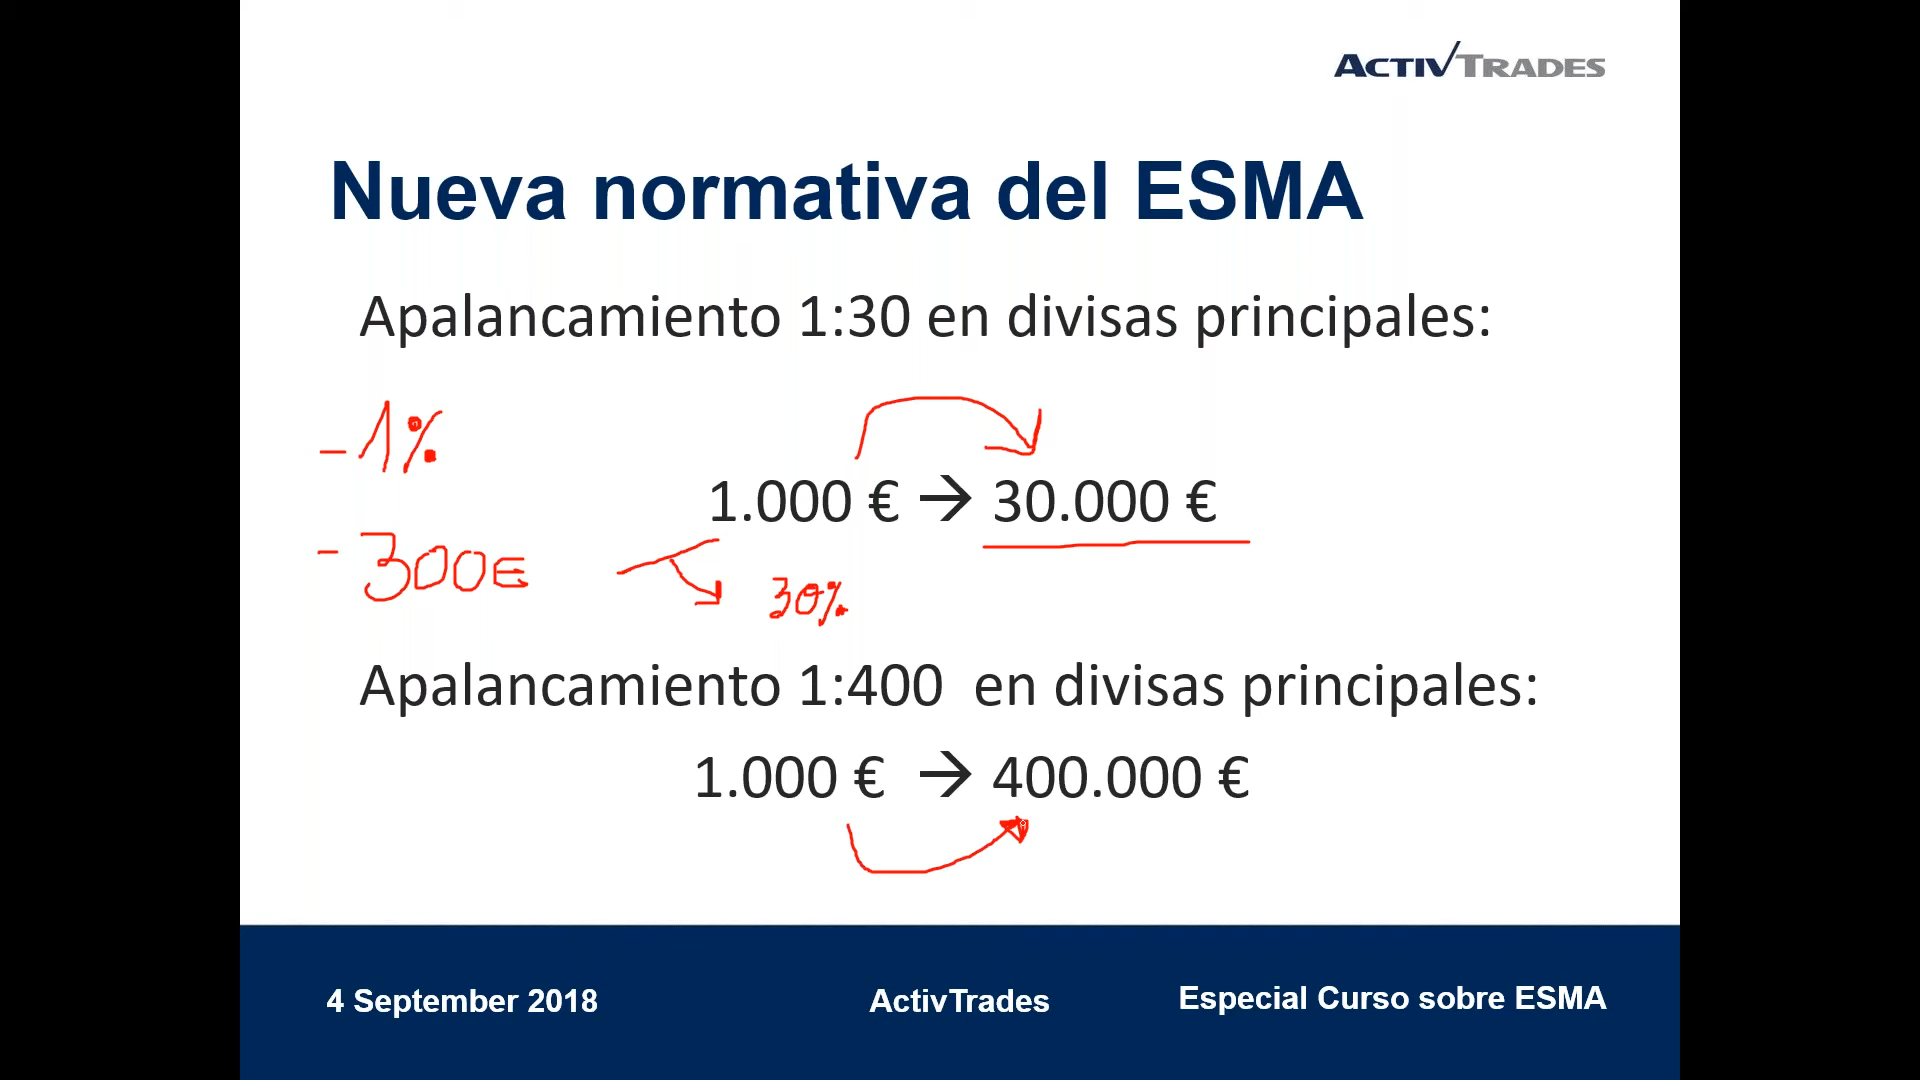 ACTIVTRADES
Nueva normativa del ESMA
Apalancamiento 1:30 en divisas principales:
-1%
1.000 € → 30.000 €
-300€
30%
Apalancamiento 1:400 en divisas principales:
1.000 € → 400.000 €
4 September 2018
ActivTrades
Especial Curso sobre ESMA